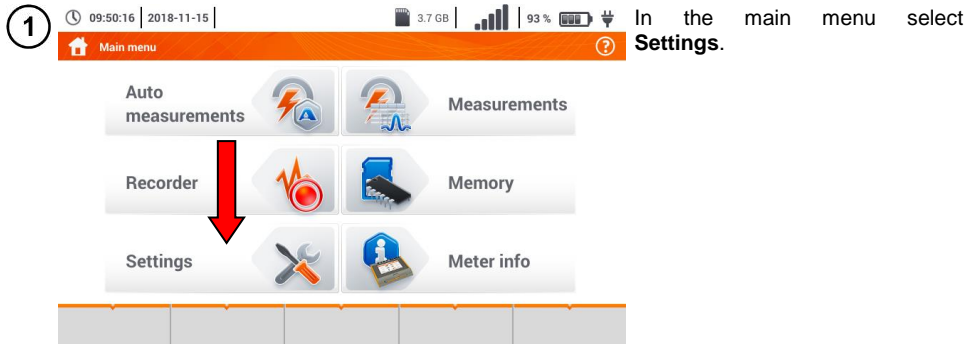 1
09:50:16 2018-11-15 3.7 GB 93 %
In the main menu select
Settings.
Main menu ?
Auto
measurements
A
Measurements
Recorder
Memory
Settings
Meter info